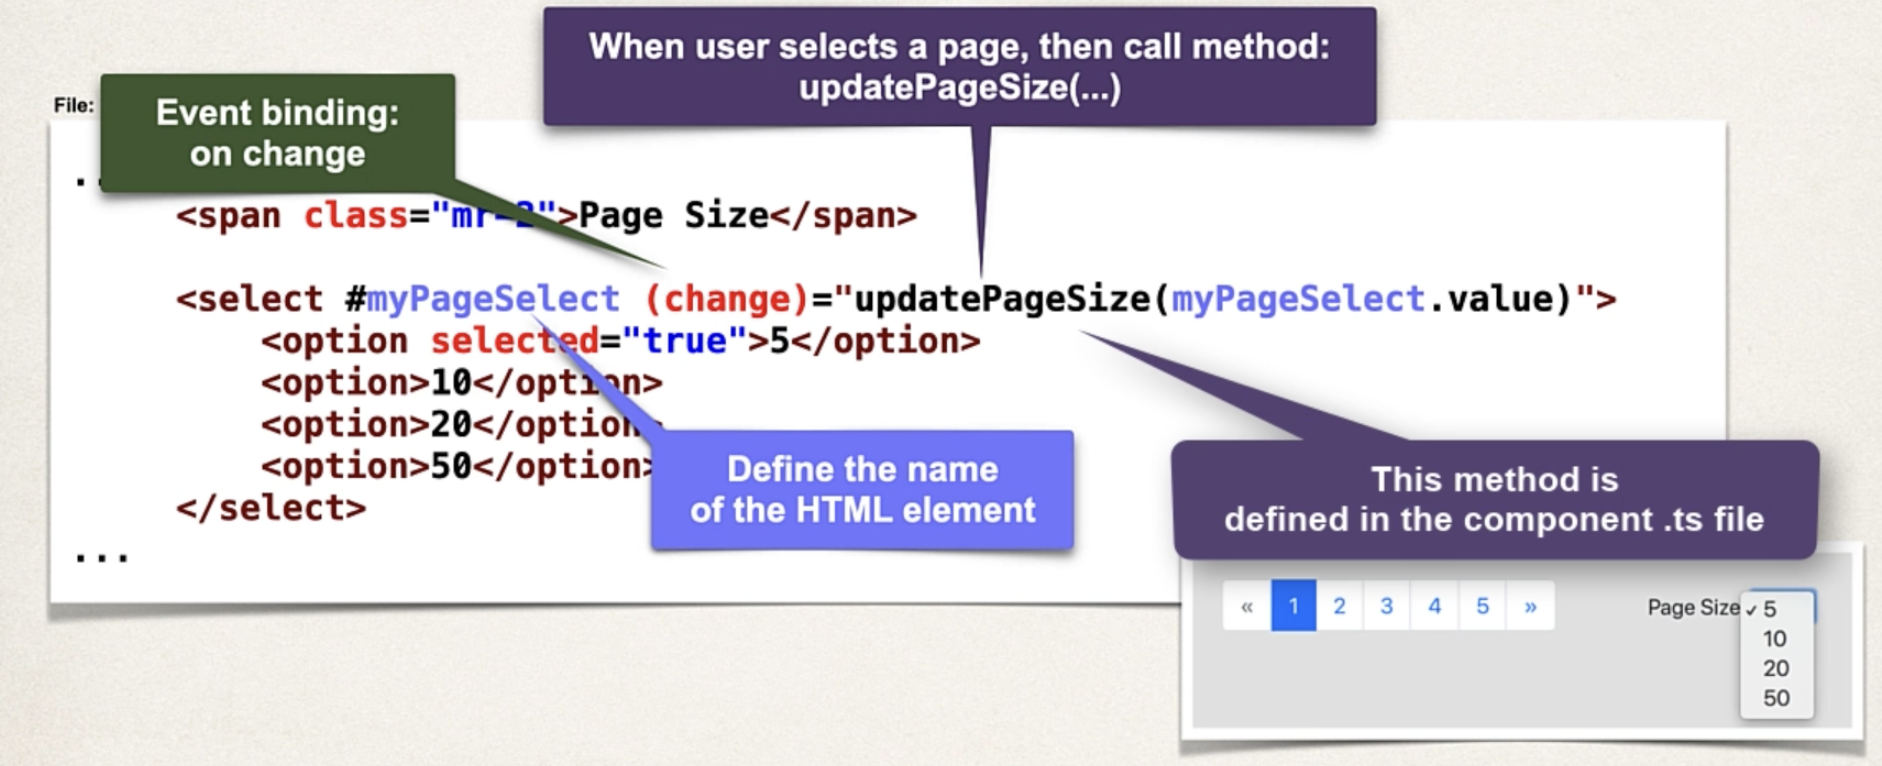 When user selects a page, then call method:
updatePageSize(...)
Event binding:
on change
File:
<span class="mr-2">Page Size</span>
<select #myPageSelect (change)="updatePageSize(myPageSelect.value)">
<option selected="true">5</option>
<option>10</option>
<option>20</option>
<option>50</option>
</select>
...
Define the name
of the HTML element
This method is
defined in the component .ts file
« 1 2 3 4 5 » Page Size ✓ 5
10
20
50